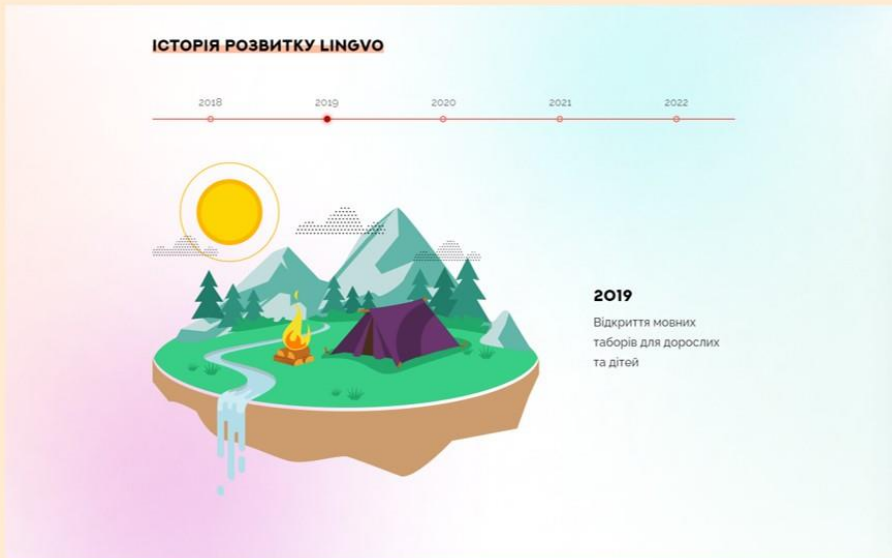 ІСТОРІЯ РОЗВИТКУ LINGVO
2018 2019 2020 2021 2022
2019
Відкриття мовних
таборів для дорослих
та дітей